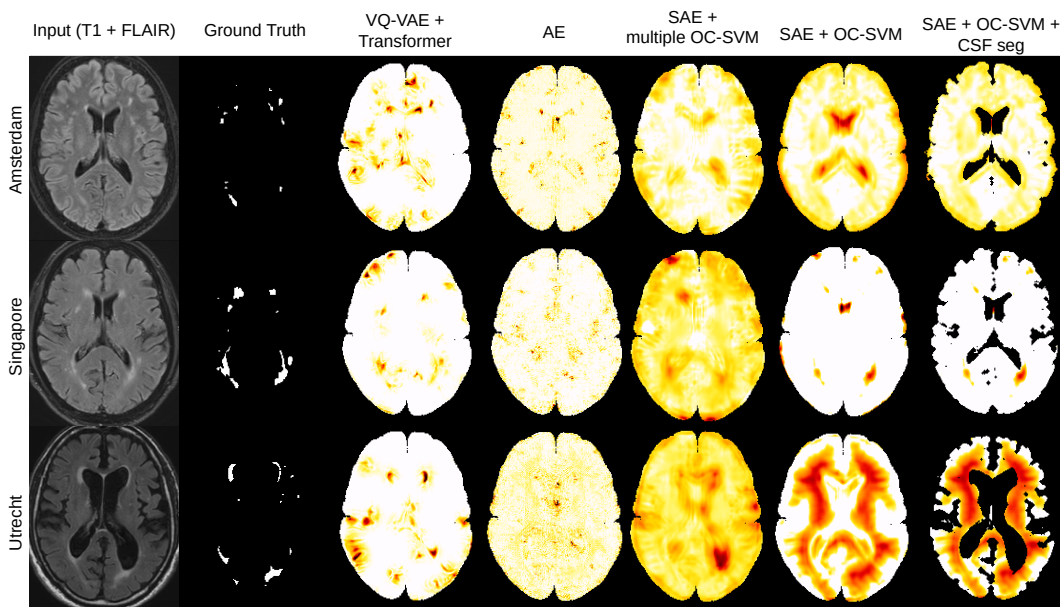 Input (T1 + FLAIR)
Ground Truth
VQ-VAE +
Transformer
AE
SAE +
multiple OC-SVM
SAE + OC-SVM
SAE + OC-SVM +
CSF seg
Amsterdam
Singapore
Utrecht